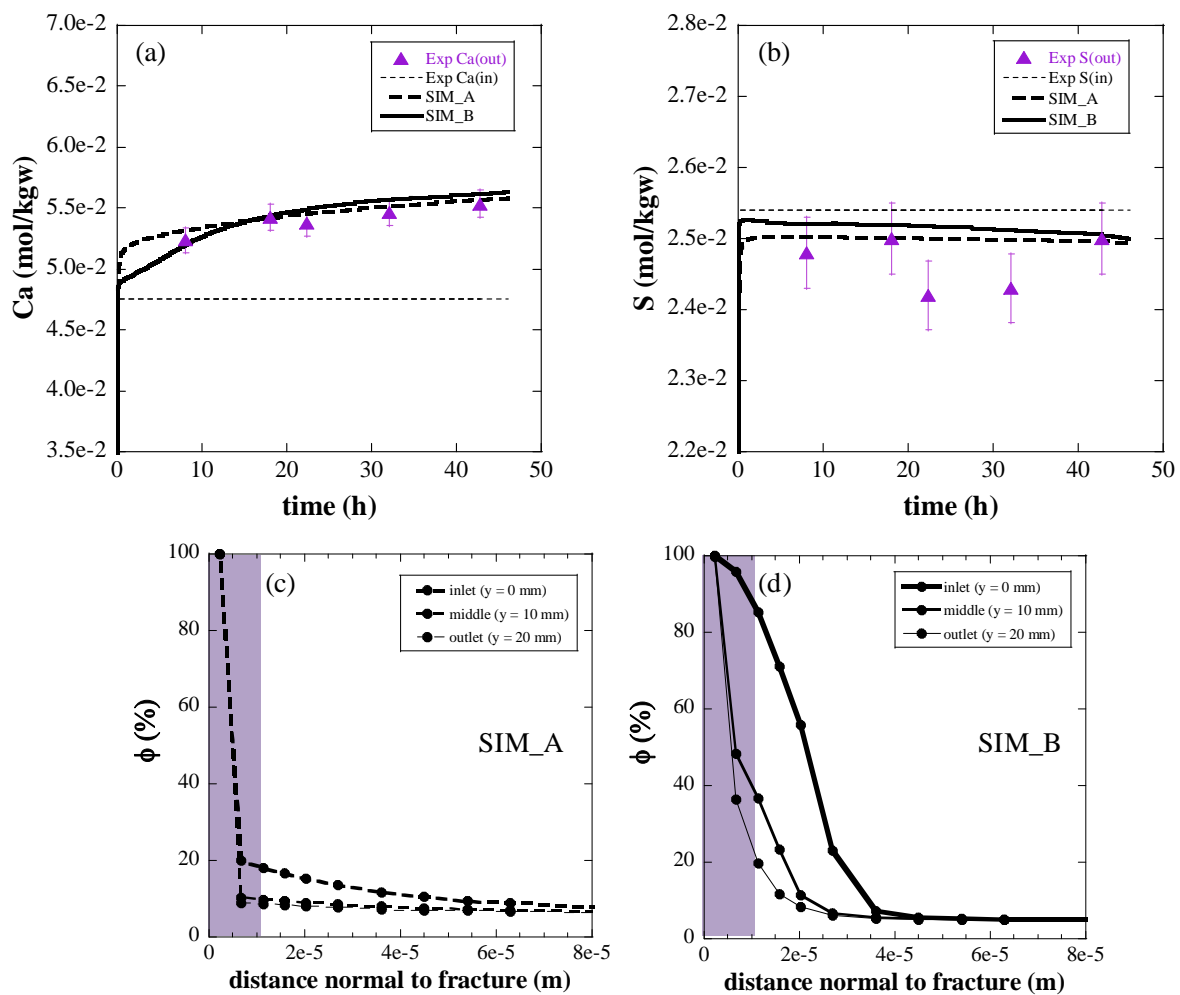 (a)
7.0e-2
6.5e-2
6.0e-2
5.5e-2
5.0e-2
4.5e-2
4.0e-2
3.5e-2
Ca (mol/kgw)
Exp Ca(out)
Exp Ca(in)
SIM_A
SIM_B
0 10 20 30 40 50
time (h)
(b)
2.8e-2
2.7e-2
2.6e-2
2.5e-2
2.4e-2
2.3e-2
2.2e-2
S (mol/kgw)
Exp S(out)
Exp S(in)
SIM_A
SIM_B
0 10 20 30 40 50
time (h)
(c)
100
80
60
40
20
0
ϕ (%)
inlet (y = 0 mm)
middle (y = 10 mm)
outlet (y = 20 mm)
SIM_A
0 2e-5 4e-5 6e-5 8e-5
distance normal to fracture (m)
(d)
100
80
60
40
20
0
ϕ (%)
inlet (y = 0 mm)
middle (y = 10 mm)
outlet (y = 20 mm)
SIM_B
0 2e-5 4e-5 6e-5 8e-5
distance normal to fracture (m)